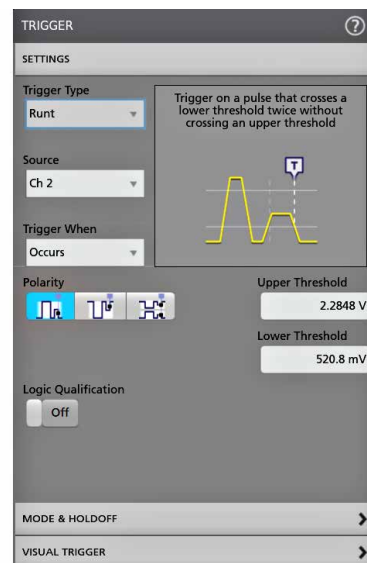 TRIGGER
?
SETTINGS
Trigger Type
Runt
Trigger on a pulse that crosses a
lower threshold twice without
crossing an upper threshold
T
Source
Ch 2
Trigger When
Occurs
Polarity
Upper Threshold
2.2848 V
Lower Threshold
520.8 mV
Logic Qualification
Off
MODE & HOLDOFF
VISUAL TRIGGER